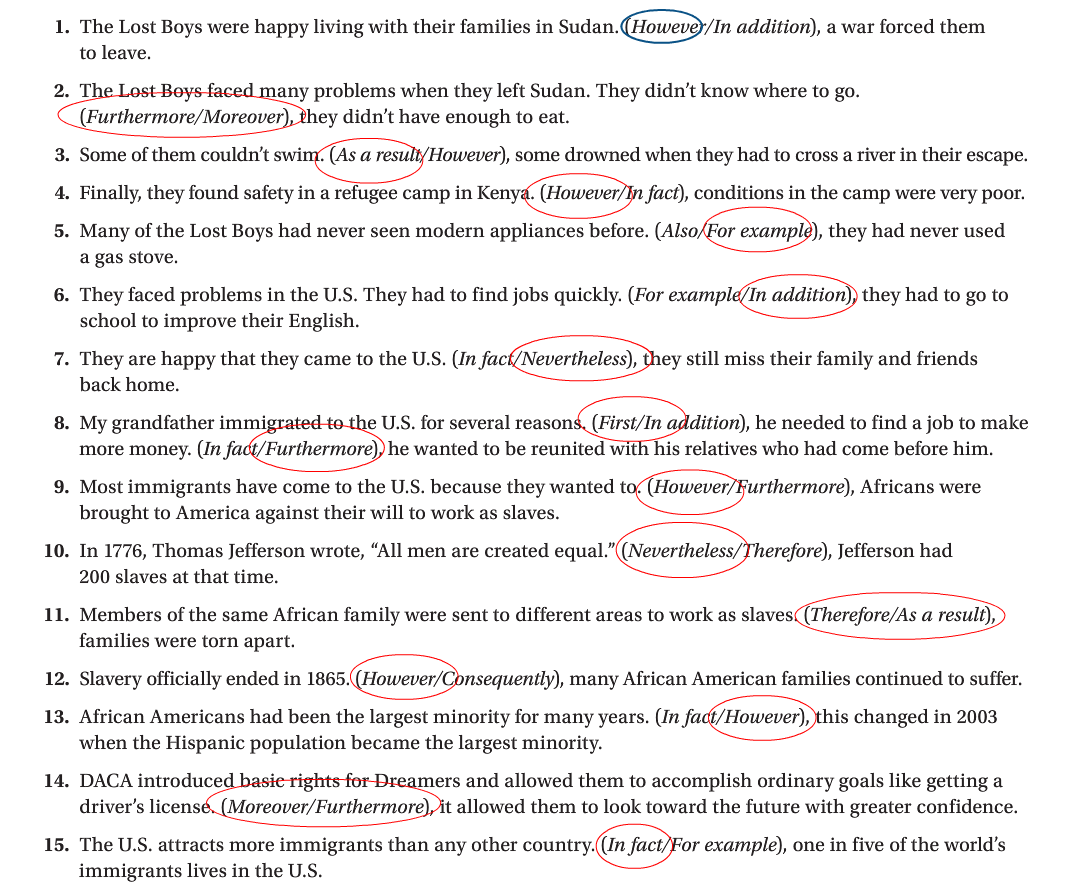 1. The Lost Boys were happy living with their families in Sudan. (However/In addition), a war forced them
to leave.
2. The Lost Boys faced many problems when they left Sudan. They didn’t know where to go.
(Furthermore/Moreover), they didn’t have enough to eat.
3. Some of them couldn’t swim. (As a result/However), some drowned when they had to cross a river in their escape.
4. Finally, they found safety in a refugee camp in Kenya. (However/In fact), conditions in the camp were very poor.
5. Many of the Lost Boys had never seen modern appliances before. (Also/For example), they had never used
a gas stove.
6. They faced problems in the U.S. They had to find jobs quickly. (For example/In addition), they had to go to
school to improve their English.
7. They are happy that they came to the U.S. (In fact/Nevertheless), they still miss their family and friends
back home.
8. My grandfather immigrated to the U.S. for several reasons. (First/In addition), he needed to find a job to make
more money. (In fact/Furthermore), he wanted to be reunited with his relatives who had come before him.
9. Most immigrants have come to the U.S. because they wanted to. (However/Furthermore), Africans were
brought to America against their will to work as slaves.
10. In 1776, Thomas Jefferson wrote, “All men are created equal.” (Nevertheless/Therefore), Jefferson had
200 slaves at that time.
11. Members of the same African family were sent to different areas to work as slaves. (Therefore/As a result),
families were torn apart.
12. Slavery officially ended in 1865. (However/Consequently), many African American families continued to suffer.
13. African Americans had been the largest minority for many years. (In fact/However), this changed in 2003
when the Hispanic population became the largest minority.
14. DACA introduced basic rights for Dreamers and allowed them to accomplish ordinary goals like getting a
driver’s license. (Moreover/Furthermore), it allowed them to look toward the future with greater confidence.
15. The U.S. attracts more immigrants than any other country. (In fact/For example), one in five of the world’s
immigrants lives in the U.S.